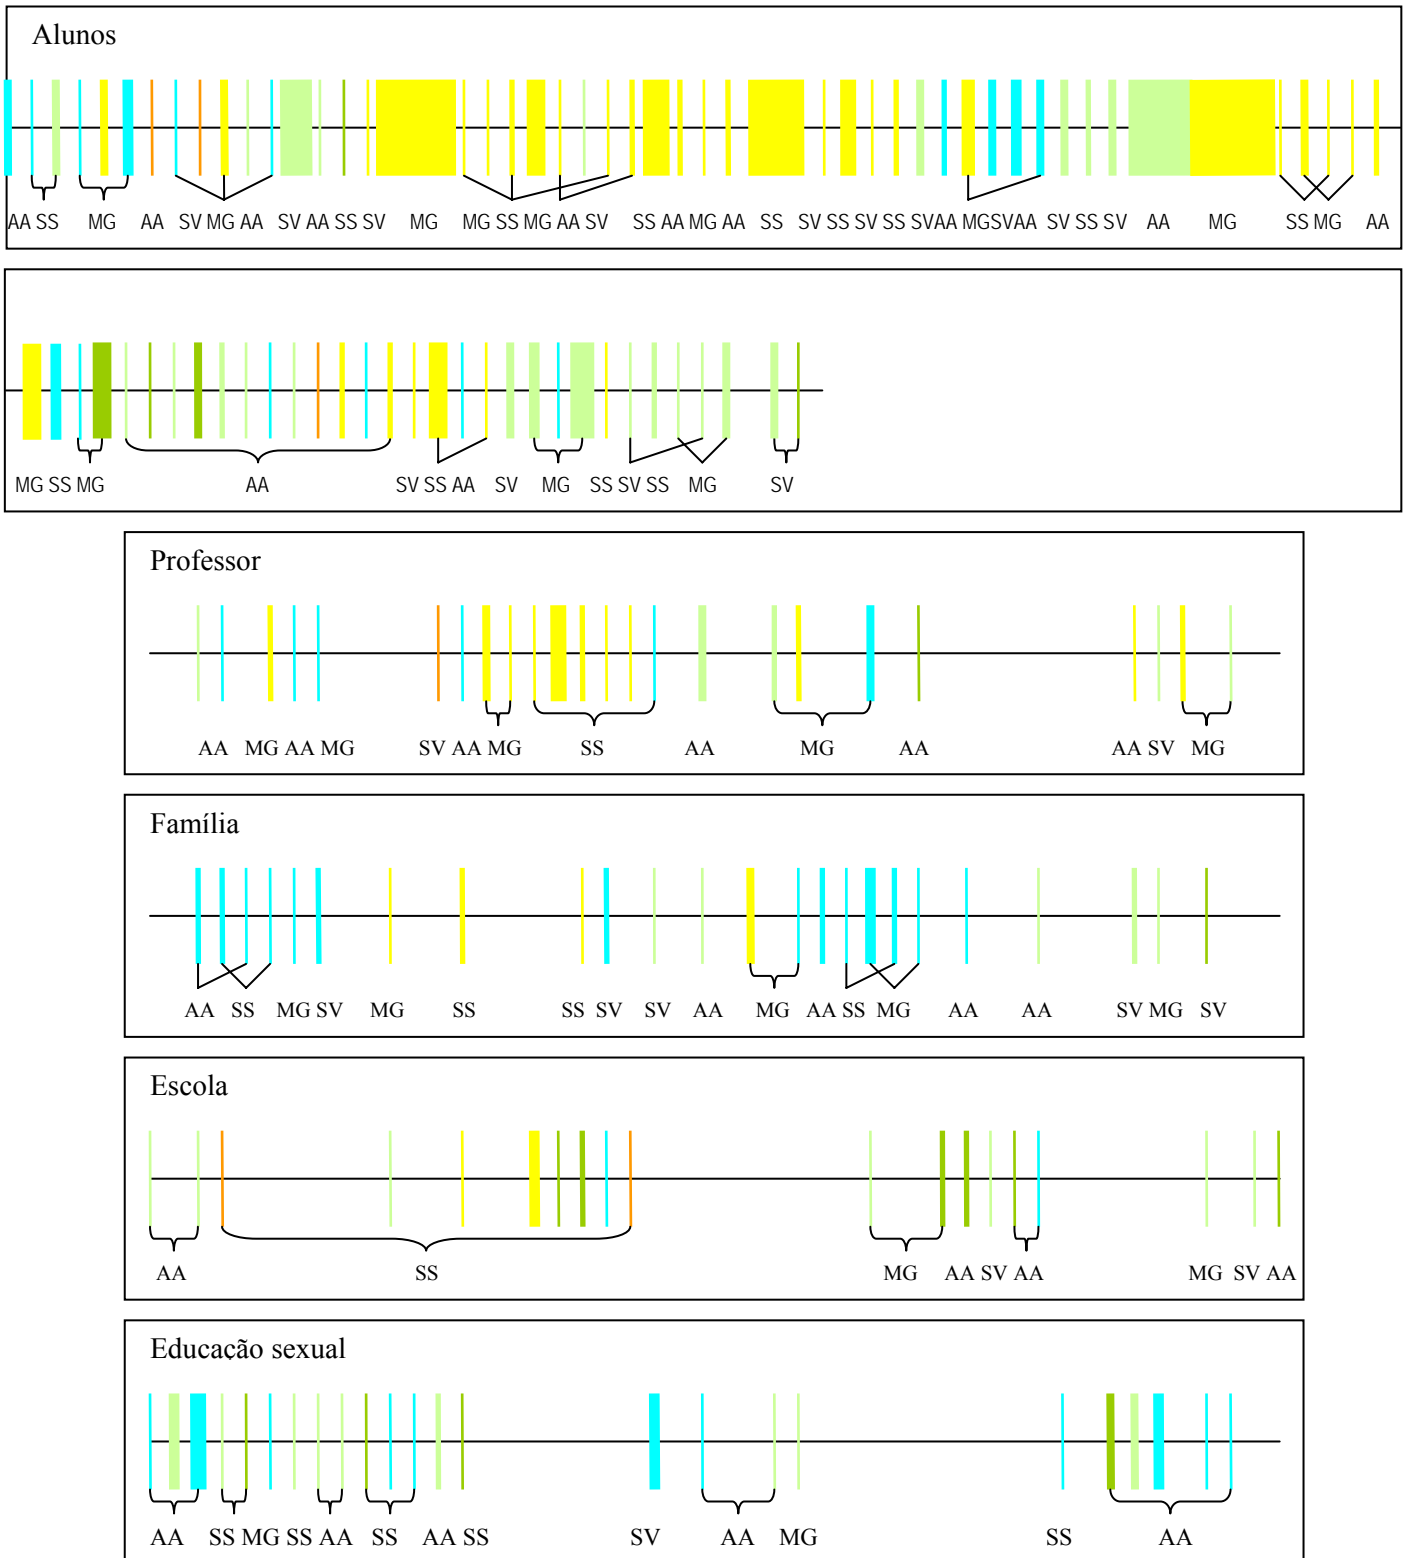 Alunos
AA SS MG AA SV MG AA SV AA SS SV MG MG SS MG AA SV SS AA MG AA SS SV SS SV SS SVAA MGSVAA SV SS SV AA MG SS MG AA
MG SS MG AA SV SS AA SV MG SS SV SS MG SV
Professor
AA MG AA MG SV AA MG SS AA MG AA AA SV MG
Família
AA SS MG SV MG SS SS SV SV AA MG AA SS MG AA AA SV MG SV
Escola
AA SS MG AA SV AA MG SV AA
Educação sexual
AA SS MG SS AA SS AA SS SV AA MG SS AA